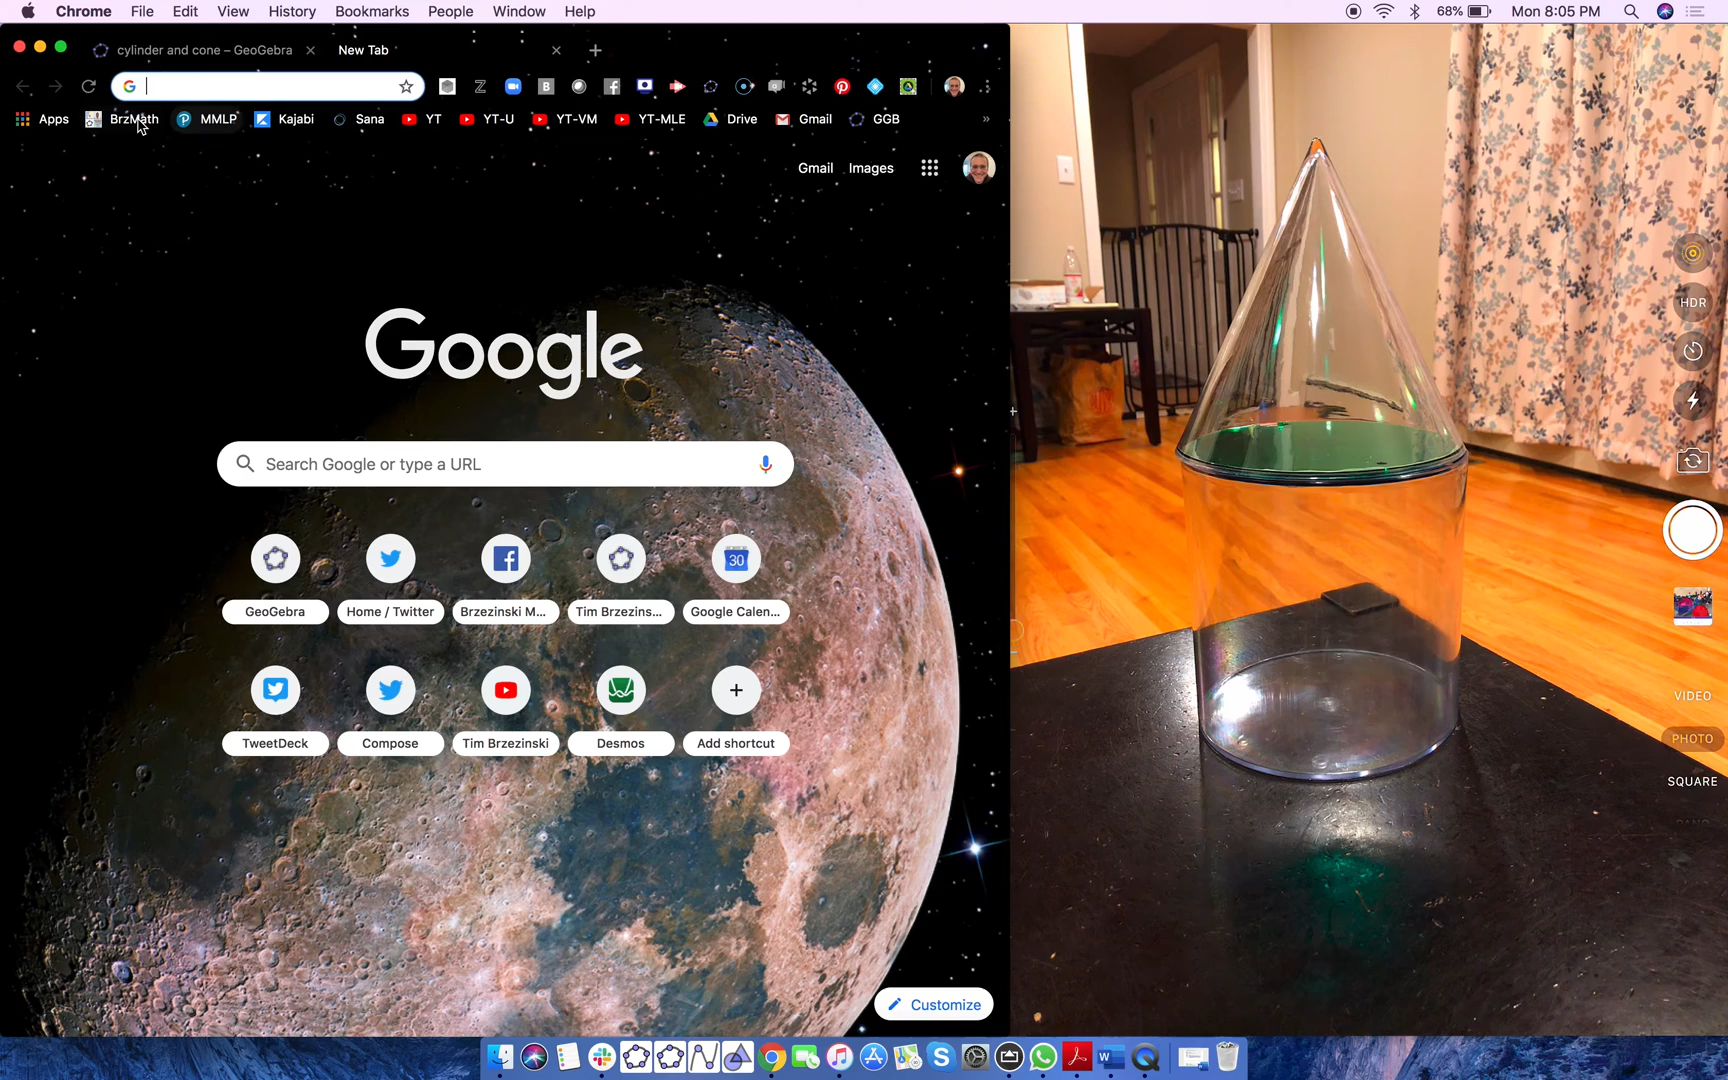 Chrome File Edit View History Bookmarks People Window Help 68% Mon 8:05 PM
cylinder and cone – GeoGebra New Tab
Apps BrzMath MMLP Kajabi Sana YT YT-U YT-VM YT-MLE Drive Gmail GGB »
Gmail Images
Google
Search Google or type a URL
30
GeoGebra Home / Twitter Brzezinski M... Tim Brzezins... Google Calen...
TweetDeck Compose Tim Brzezinski Desmos Add shortcut
Customize
HDR
VIDEO
PHOTO
SQUARE